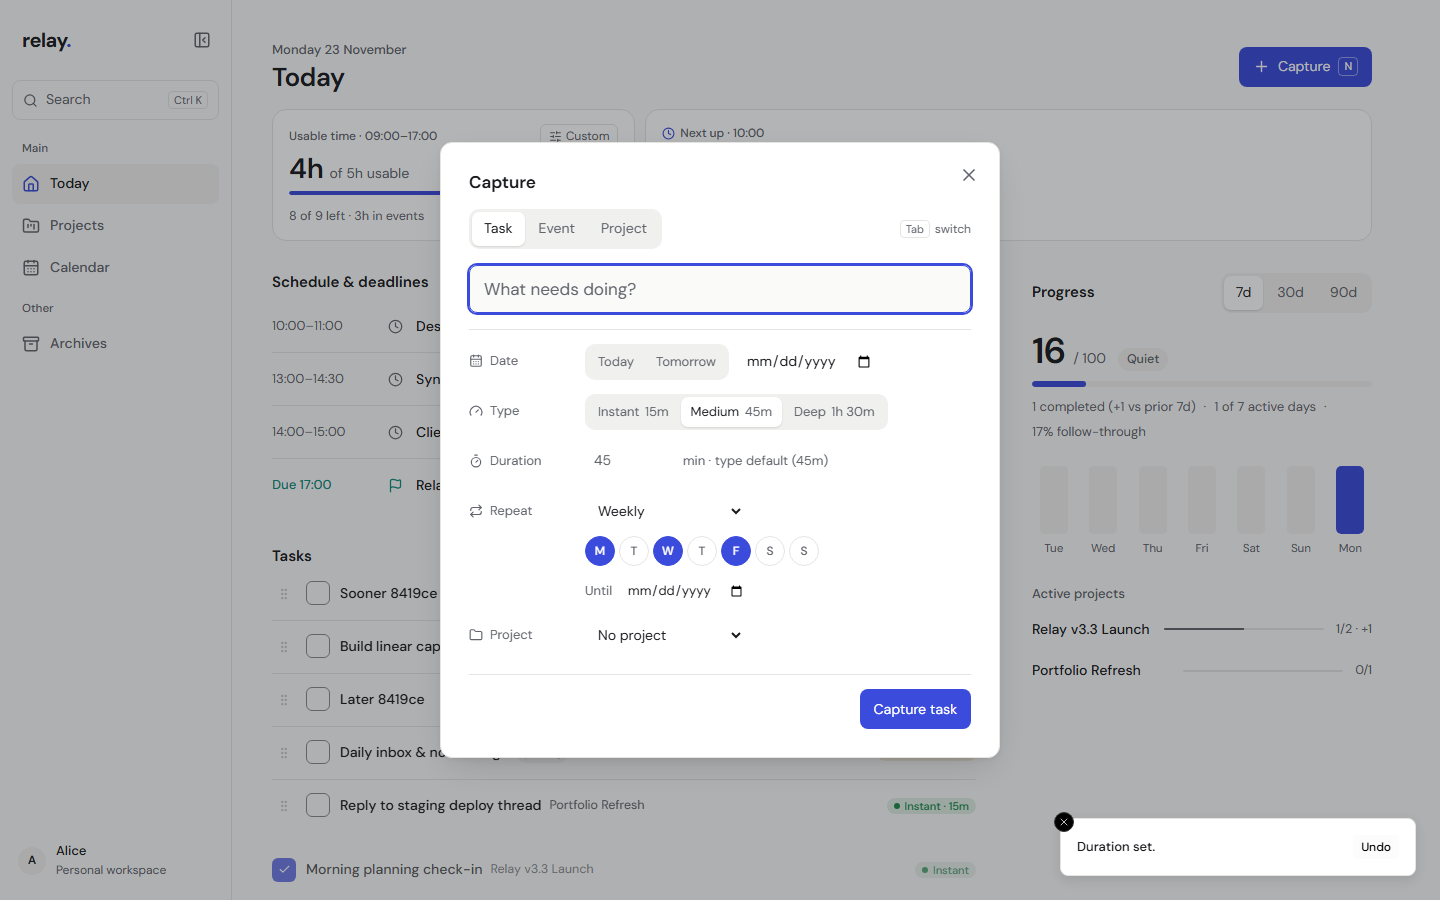 relay.
Search
Ctrl K
Main
Today
Projects
Calendar
Other
Archives
A
Alice
Personal workspace
Monday 23 November
Today
Capture N
Usable time · 09:00–17:00
Custom
4h of 5h usable
8 of 9 left · 3h in events
Next up · 10:00
Schedule & deadlines
10:00–11:00
13:00–14:30
14:00–15:00
Due 17:00
Tasks
Sooner 8419ce
Build linear
Later 8419ce
Daily inbox &
Reply to staging deploy thread Portfolio Refresh
Instant · 15m
Morning planning check-in Relay v3.3 Launch
Instant
Capture
Task Event Project
Tab switch
What needs doing?
Date
Today Tomorrow
mm/dd/yyyy
Type
Instant 15m
Medium 45m
Deep 1h 30m
Duration
45
min · type default (45m)
Repeat
Weekly
M T W T F S S
Until mm/dd/yyyy
Project
No project
Capture task
Progress
7d 30d 90d
16 / 100 Quiet
1 completed (+1 vs prior 7d) · 1 of 7 active days ·
17% follow-through
Tue Wed Thu Fri Sat Sun Mon
Active projects
Relay v3.3 Launch 1/2 · +1
Portfolio Refresh 0/1
Duration set.
Undo